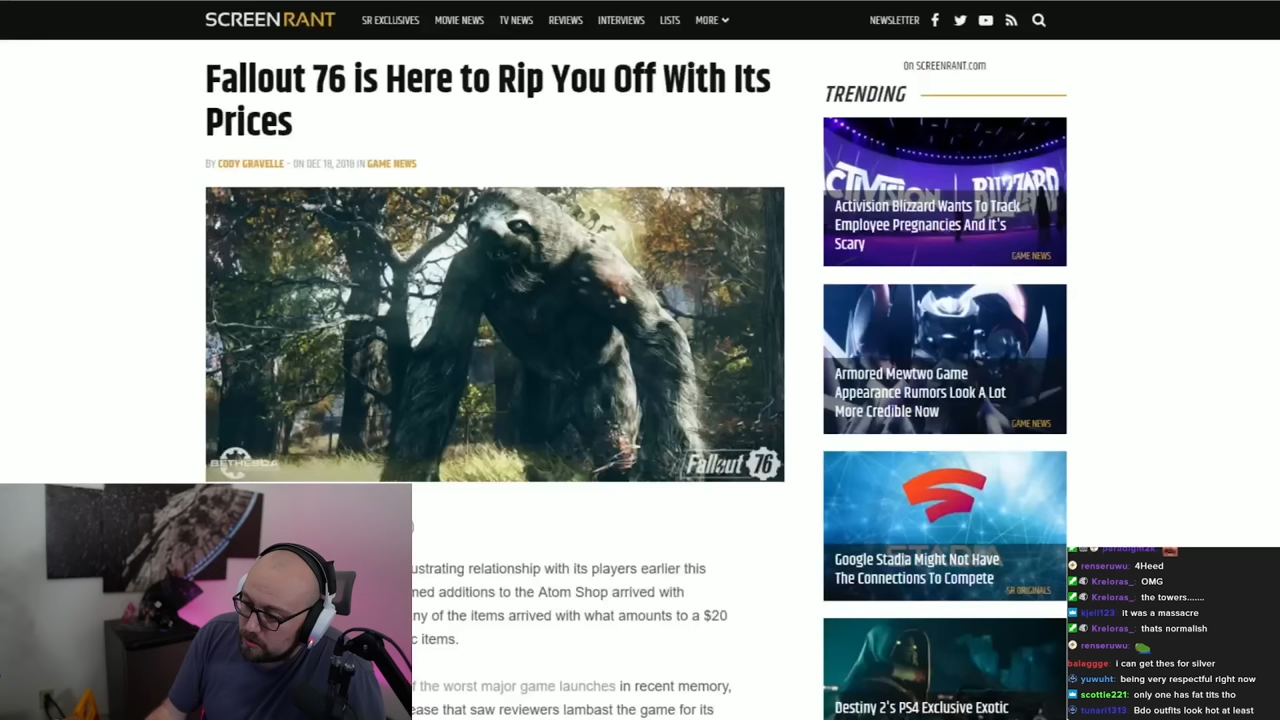 SCREENRANT
SR EXCLUSIVES MOVIE NEWS TV NEWS REVIEWS INTERVIEWS LISTS MORE
NEWSLETTER
Fallout 76 is Here to Rip You Off With Its
Prices
BY CODY GRAVELLE - ON DEC 18, 2018 IN GAME NEWS
BETHESDA
Fallout 76
ustrating relationship with its players earlier this
ned additions to the Atom Shop arrived with
ny of the items arrived with what amounts to a $20
c items.
f the worst major game launches in recent memory,
ease that saw reviewers lambast the game for its
On SCREENRANT.com
TRENDING
CTIVISION BLIZZARD
Activision Blizzard Wants To Track
Employee Pregnancies And It's
Scary
GAME NEWS
Armored Mewtwo Game
Appearance Rumors Look A Lot
More Credible Now
GAME NEWS
Google Stadia Might Not Have
The Connections To Compete
SR ORIGINALS
Destiny 2's PS4 Exclusive Exotic
renseruwu: 4Heed
Kreloras_: OMG
Kreloras_: the towers.......
kjell123: it was a massacre
Kreloras_: thats normalish
renseruwu:
balaggge: i can get thes for silver
yuwuht: being very respectful right now
scottie221: only one has fat tits tho
tunari1313: Bdo outfits look hot at least